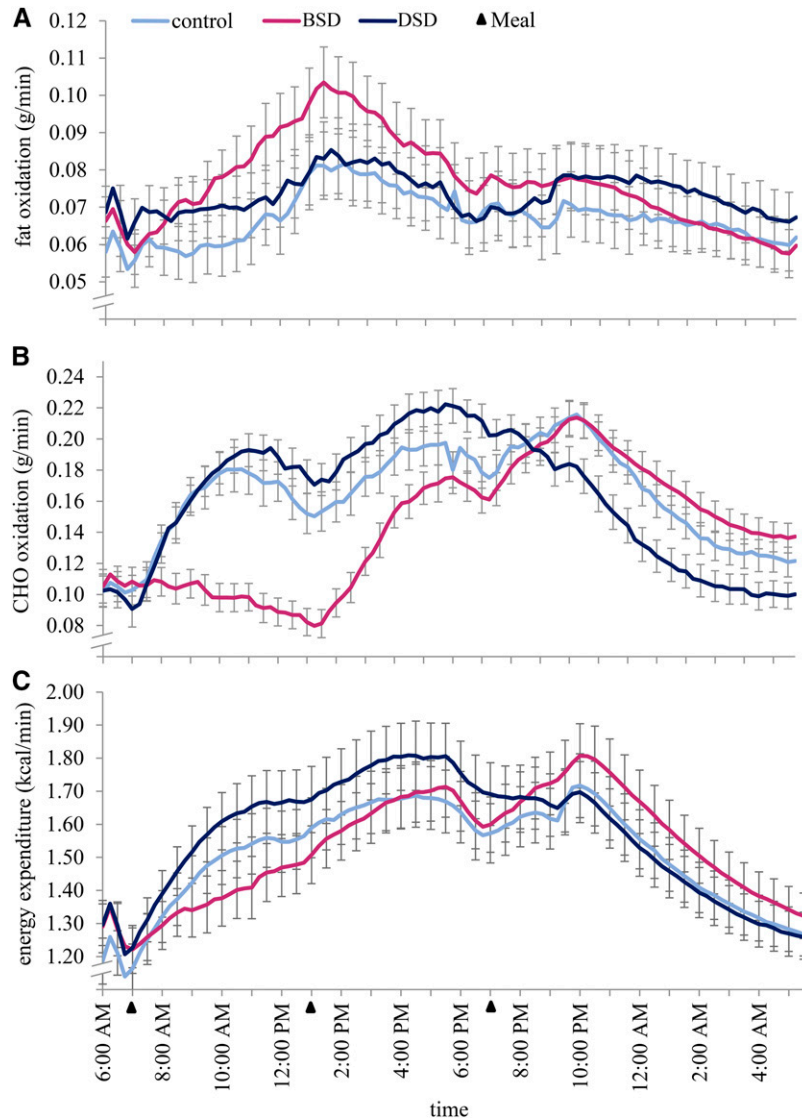 A
control BSD DSD Meal
fat oxidation (g/min)
0.12
0.11
0.10
0.09
0.08
0.07
0.06
0.05
B
CHO oxidation (g/min)
0.24
0.22
0.20
0.18
0.16
0.14
0.12
0.10
0.08
C
energy expenditure (kcal/min)
2.00
1.90
1.80
1.70
1.60
1.50
1.40
1.30
1.20
6:00 AM
8:00 AM
10:00 AM
12:00 PM
2:00 PM
4:00 PM
6:00 PM
8:00 PM
10:00 PM
12:00 AM
2:00 AM
4:00 AM
time